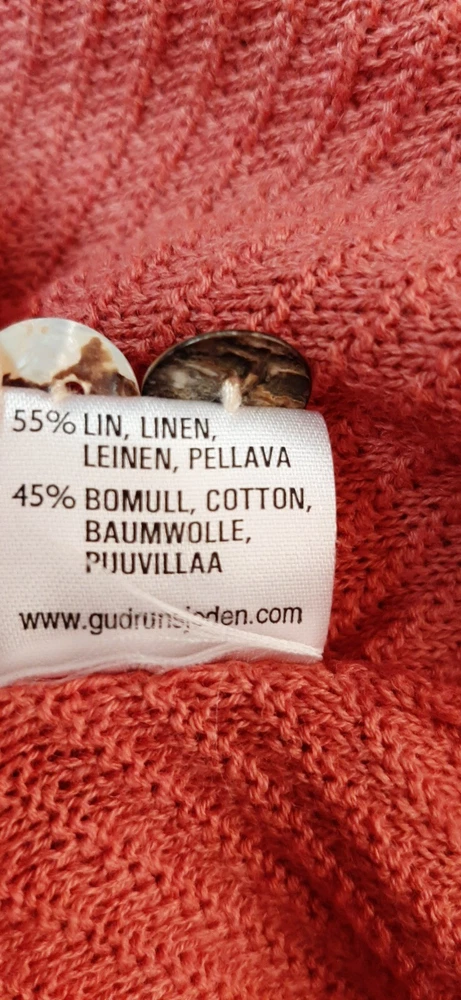 55% LIN, LINEN,
LEINEN, PELLAVA
45% BOMULL, COTTON,
BAUMWOLLE,
PUUVILLAA
www.gudrunsjoden.com